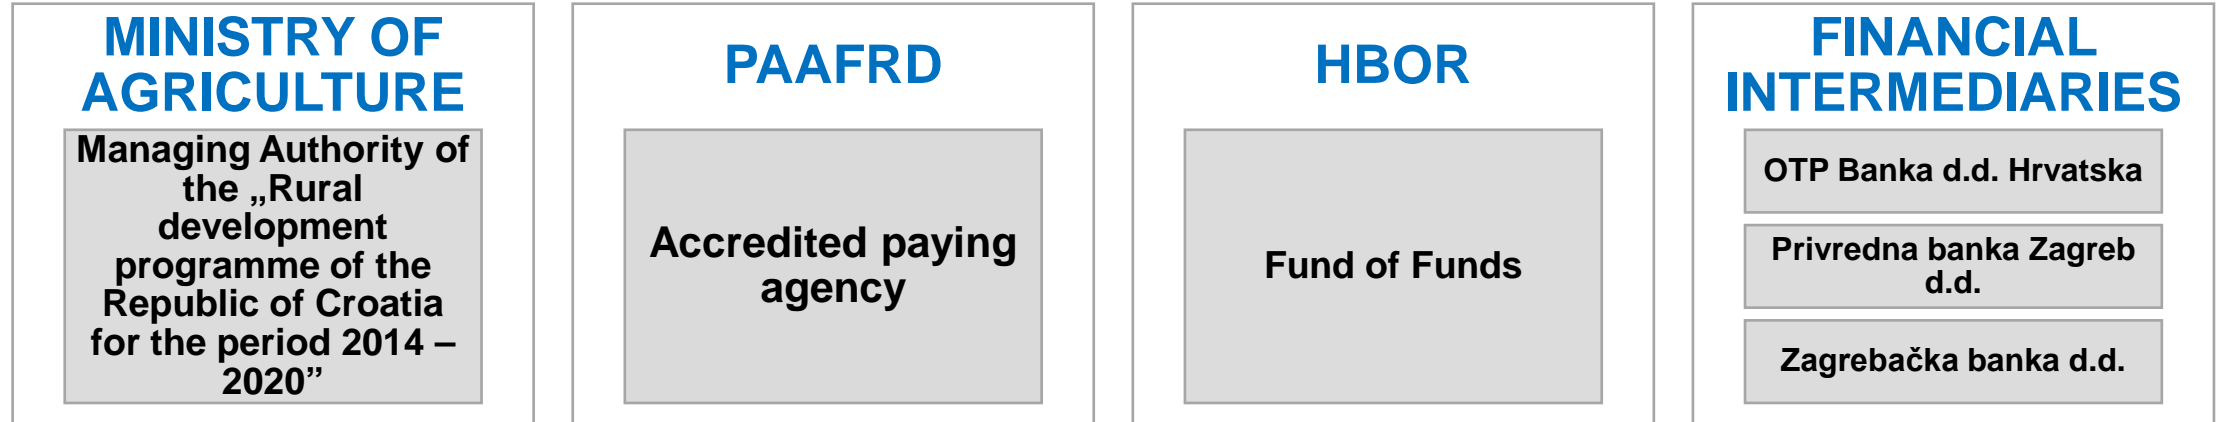 MINISTRY OF
AGRICULTURE
Managing Authority of
the „Rural
development
programme of the
Republic of Croatia
for the period 2014 –
2020”
PAAFRD
Accredited paying
agency
HBOR
Fund of Funds
FINANCIAL
INTERMEDIARIES
OTP Banka d.d. Hrvatska
Privredna banka Zagreb
d.d.
Zagrebačka banka d.d.